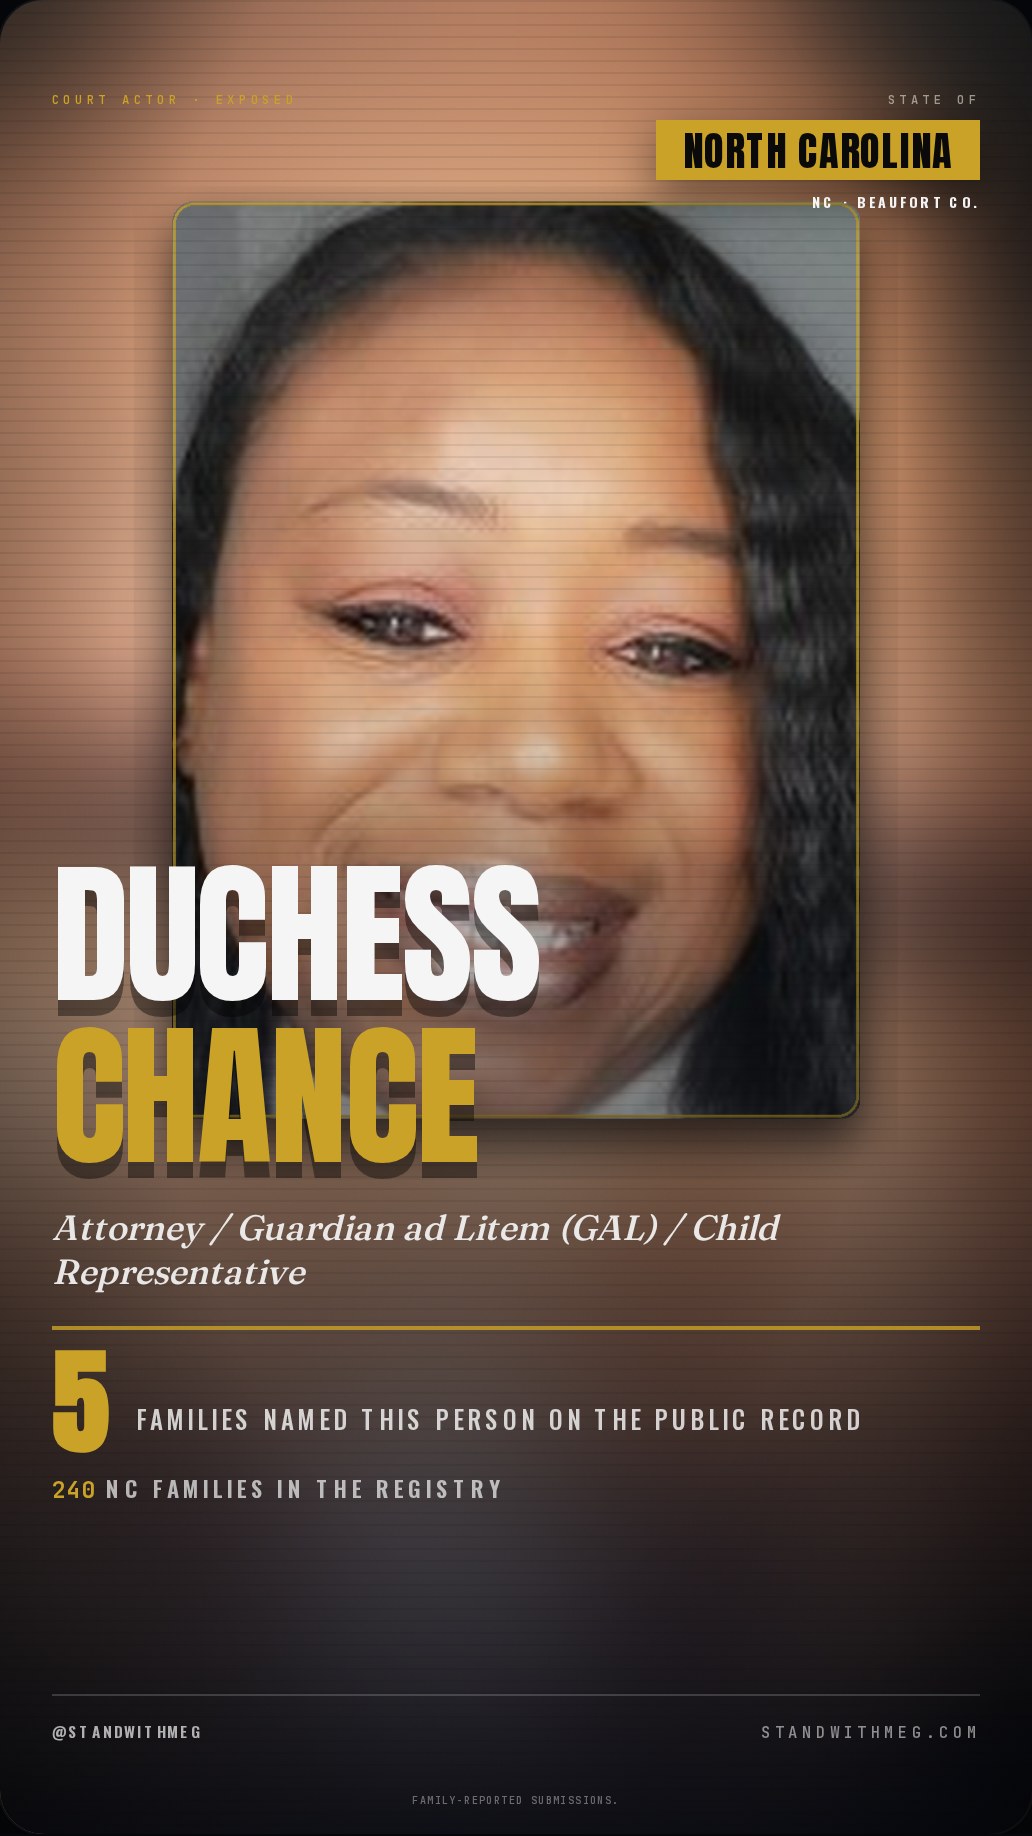 COURT ACTOR · EXPOSED
STATE OF
NORTH CAROLINA
NC · BEAUFORT CO.
DUCHESS
CHANCE
Attorney / Guardian ad Litem (GAL) / Child
Representative
5 FAMILIES NAMED THIS PERSON ON THE PUBLIC RECORD
240 NC FAMILIES IN THE REGISTRY
@STANDWITHMEG
STANDWITHMEG.COM
FAMILY-REPORTED SUBMISSIONS.